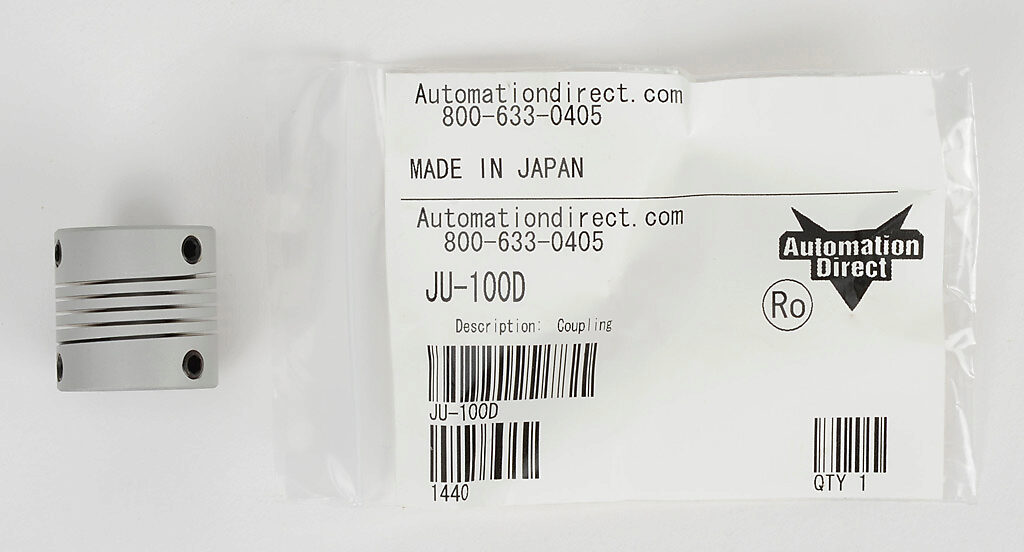 Automationdirect.com
800-633-0405
MADE IN JAPAN
Automationdirect.com
800-633-0405
JU-100D
Description: Coupling
JU-100D
1440
Automation
Direct
Ro
QTY 1